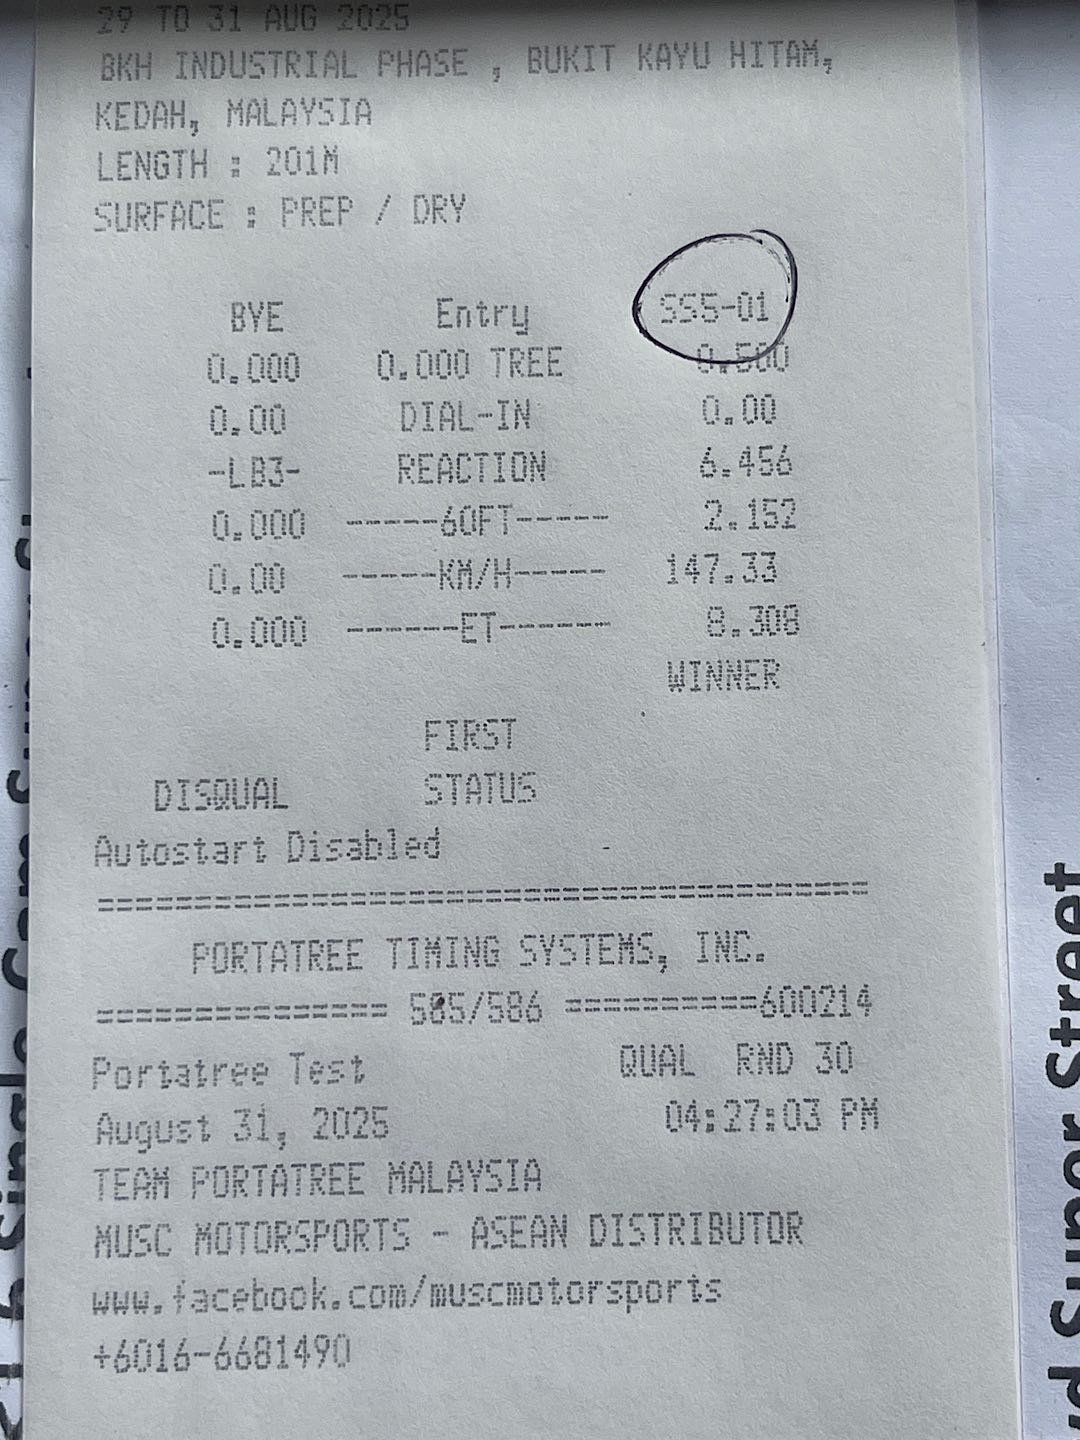 29 TO 31 AUG 2025
BKH INDUSTRIAL PHASE , BUKIT KAYU HITAM,
KEDAH, MALAYSIA
LENGTH : 201M
SURFACE : PREP / DRY
BYE Entry SS5-01
0.000 0.000 TREE 0.500
0.00 DIAL-IN 0.00
-LB3- REACTION 6.456
0.000 -----60FT----- 2.152
0.00 -----KM/H----- 147.33
0.000 ------ET------ 8.308
WINNER
FIRST
DISQUAL STATUS
Autostart Disabled
==========================================
PORTATREE TIMING SYSTEMS, INC.
================ 585/586 ==========600214
Portatree Test QUAL RND 30
August 31, 2025 04:27:03 PM
TEAM PORTATREE MALAYSIA
MUSC MOTORSPORTS - ASEAN DISTRIBUTOR
www.facebook.com/muscmotorsports
+6016-6681490
Super Street